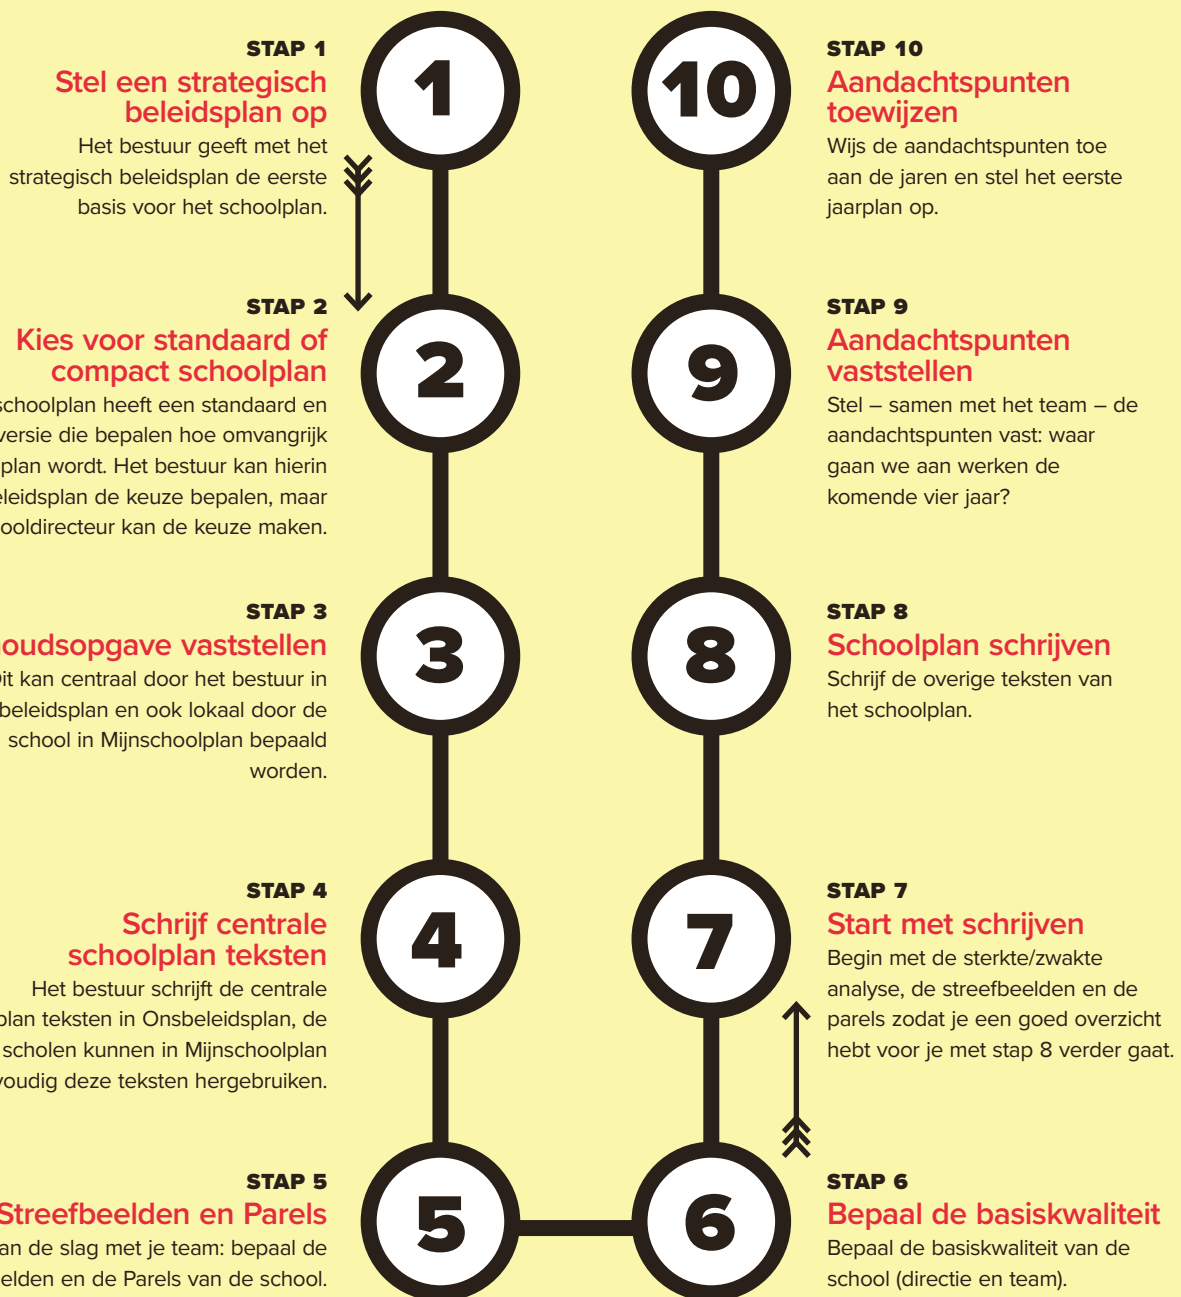 1
STAP 1
Stel een strategisch
beleidsplan op
Het bestuur geeft met het
strategisch beleidsplan de eerste
basis voor het schoolplan.
2
STAP 2
Kies voor standaard of
compact schoolplan
schoolplan heeft een standaard en
versie die bepalen hoe omvangrijk
plan wordt. Het bestuur kan hierin
de keuze bepalen, maar
kan de keuze maken.
3
STAP 3
vaststellen
kan centraal door het bestuur in
beleidsplan en ook lokaal door de
school in Mijnschoolplan bepaald
worden.
4
STAP 4
Schrijf centrale
schoolplan teksten
Het bestuur schrijft de centrale
plan teksten in Onsbeleidsplan, de
scholen kunnen in Mijnschoolplan
deze teksten hergebruiken.
5
STAP 5
Streefbeelden en Parels
de slag met je team: bepaal de
en de Parels van de school.
6
STAP 6
Bepaal de basiskwaliteit
Bepaal de basiskwaliteit van de
school (directie en team).
7
STAP 7
Start met schrijven
Begin met de sterkte/zwakte
analyse, de streefbeelden en de
parels zodat je een goed overzicht
hebt voor je met stap 8 verder gaat.
8
STAP 8
Schoolplan schrijven
Schrijf de overige teksten van
het schoolplan.
9
STAP 9
Aandachtspunten
vaststellen
Stel – samen met het team – de
aandachtspunten vast: waar
gaan we aan werken de
komende vier jaar?
10
STAP 10
Aandachtspunten
toewijzen
Wijs de aandachtspunten toe
aan de jaren en stel het eerste
jaarplan op.